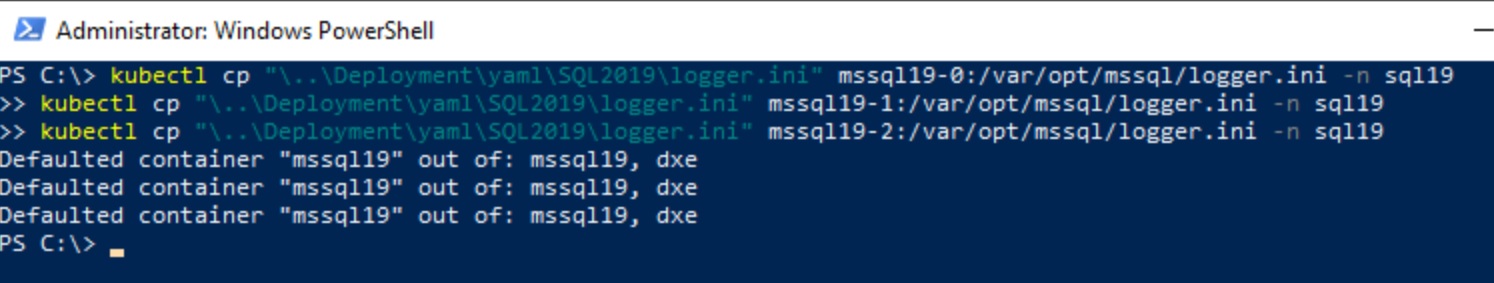 Administrator: Windows PowerShell
PS C:\> kubectl cp "\..\Deployment\yaml\SQL2019\logger.ini" mssql19-0:/var/opt/mssql/logger.ini -n sql19
>> kubectl cp "\..\Deployment\yaml\SQL2019\logger.ini" mssql19-1:/var/opt/mssql/logger.ini -n sql19
>> kubectl cp "\..\Deployment\yaml\SQL2019\logger.ini" mssql19-2:/var/opt/mssql/logger.ini -n sql19
Defaulted container "mssql19" out of: mssql19, dxe
Defaulted container "mssql19" out of: mssql19, dxe
Defaulted container "mssql19" out of: mssql19, dxe
PS C:\>